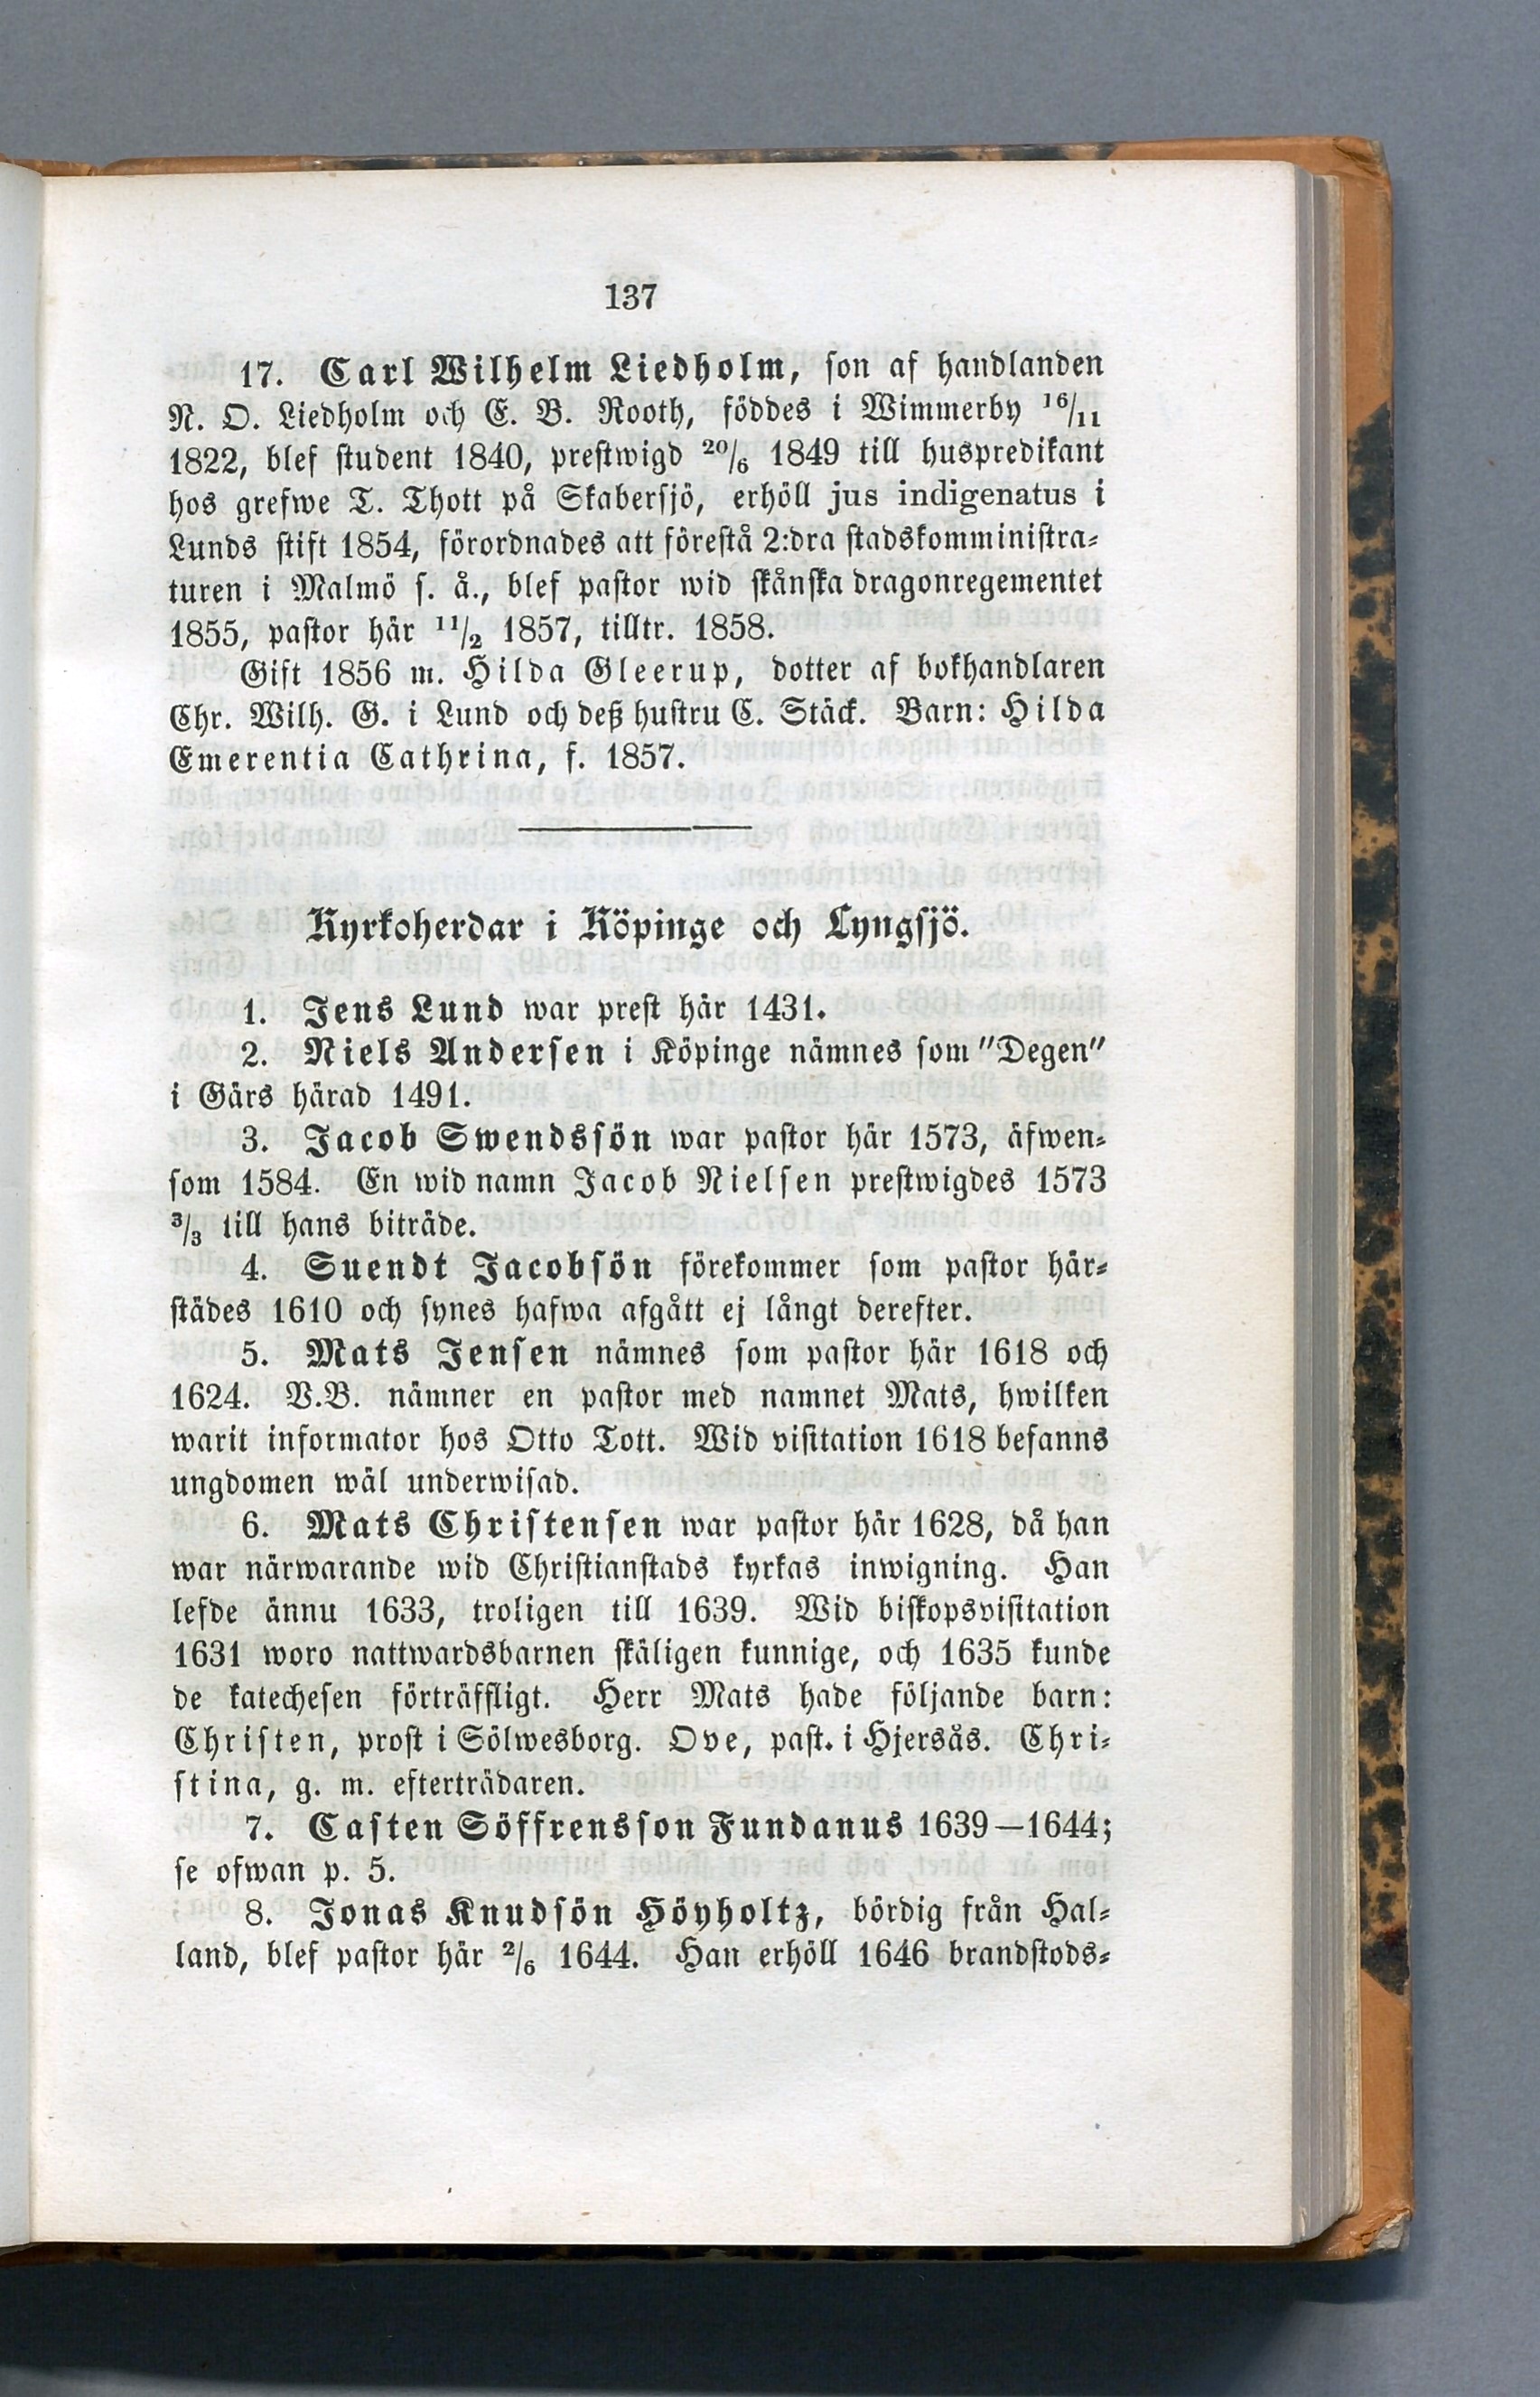 137
17. Carl Wilhelm Liedholm, son af handlanden
N. O. Liedholm och E. B. Rooth, föddes i Wimmerby 16/11
1822, blef student 1840, prestwigd 20/6 1849 till huspredikant
hos grefwe T. Thott på Skabersjö, erhöll jus indigenatus i
Lunds stift 1854, förordnades att förestå 2:dra stadskomministra-
turen i Malmö s. å., blef pastor wid skånska dragonregementet
1855, pastor här 11/2 1857, tilltr. 1858.
Gift 1856 m. Hilda Gleerup, dotter af bokhandlaren
Chr. Wilh. G. i Lund och deß hustru C. Stäck. Barn: Hilda
Emerentia Cathrina, f. 1857.
Kyrkoherdar i Köpinge och Lyngsjö.
1. Jens Lund war prest här 1431.
2. Niels Andersen i Köpinge nämnes som "Degen"
i Gärs härad 1491.
3. Jacob Swendssön war pastor här 1573, äfwen-
som 1584. En wid namn Jacob Nielsen prestwigdes 1573
3/3 till hans biträde.
4. Suendt Jacobsön förekommer som pastor här-
städes 1610 och synes hafwa afgått ej långt derefter.
5. Mats Jensen nämnes som pastor här 1618 och
1624. V.B. nämner en pastor med namnet Mats, hwilken
warit informator hos Otto Tott. Wid visitation 1618 befanns
ungdomen wäl underwisad.
6. Mats Christensen war pastor här 1628, då han
war närwarande wid Christianstads kyrkas inwigning. Han
lefde ännu 1633, troligen till 1639. Wid biskopsvisitation
1631 woro nattwardsbarnen skäligen kunnige, och 1635 kunde
de katechesen förträffligt. Herr Mats hade följande barn:
Christen, prost i Sölwesborg. Ove, past. i Hjersås. Chri-
stina, g. m. efterträdaren.
7. Casten Söffrensson Fundanus 1639—1644;
se ofwan p. 5.
8. Jonas Knudsön Höyholtz, bördig från Hal-
land, blef pastor här 2/6 1644. Han erhöll 1646 brandstods-